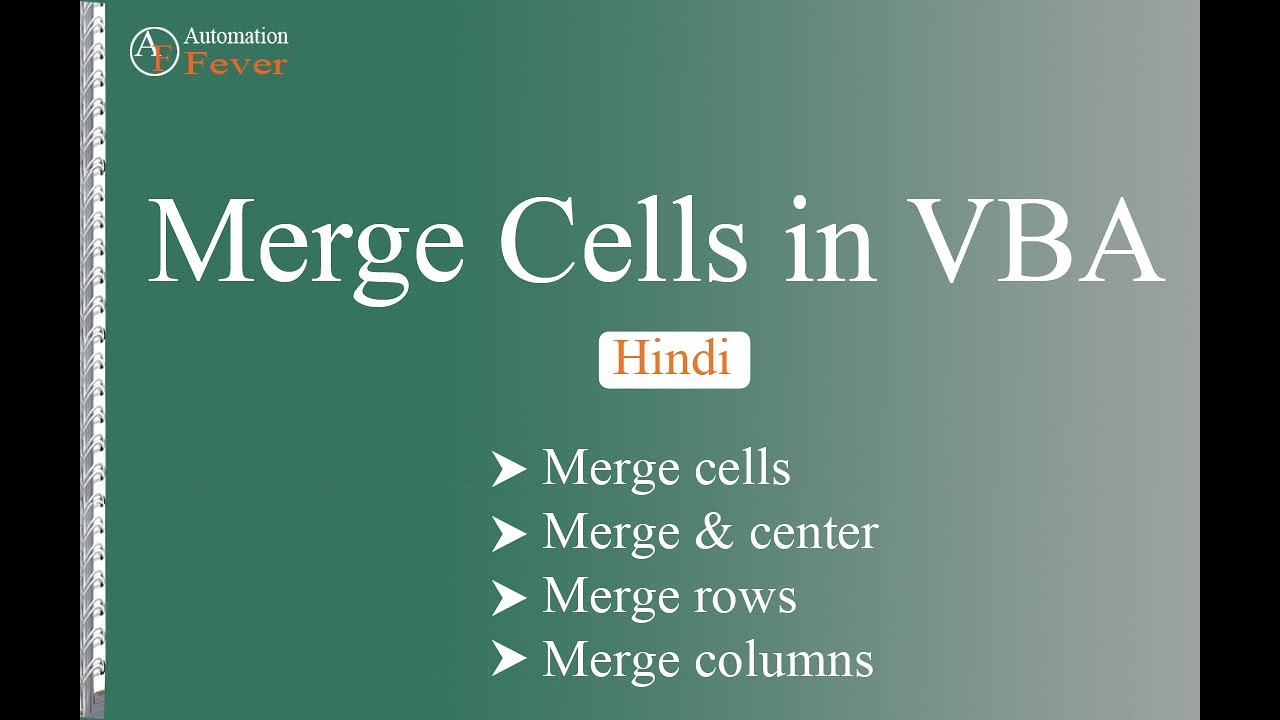 AF Automation
Fever
Merge Cells in VBA
Hindi
➤ Merge cells
➤ Merge & center
➤ Merge rows
➤ Merge columns